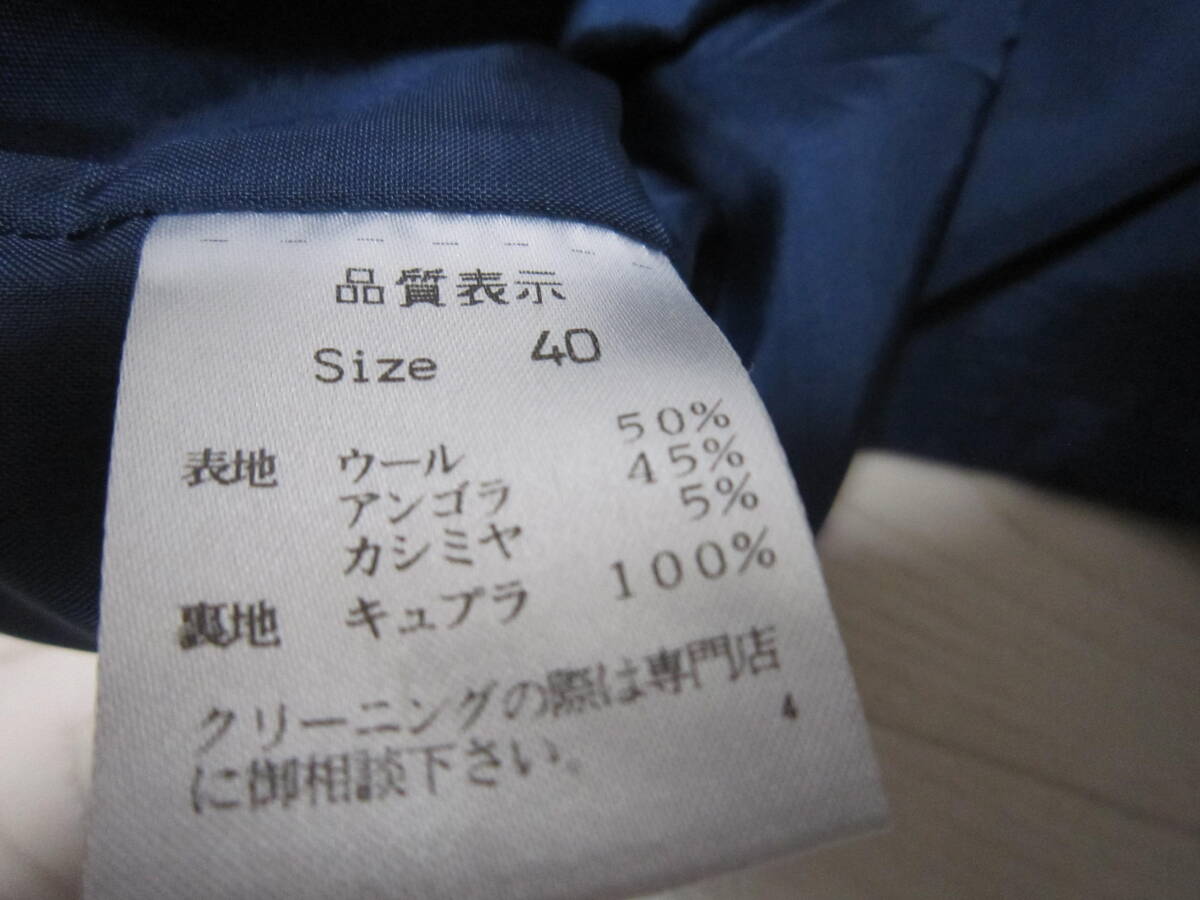 品質表示
Size 40
表地 ウール 50%
アンゴラ 45%
カシミヤ 5%
裏地 キュプラ 100%
クリーニングの際は専門店
に御相談下さい。
4